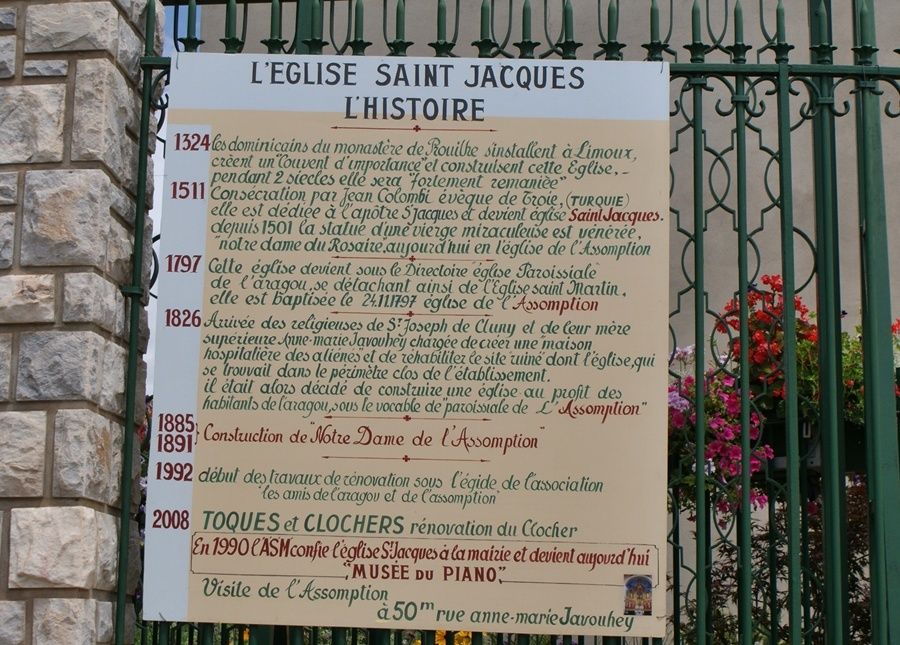 L'EGLISE SAINT JACQUES
L'HISTOIRE
1324 les dominicains du monastère de Rouilhe s'installent à Limoux,
créent un "couvent d'importance" et construisent cette Eglise,-
pendant 2 siecles elle sera "fortement remaniée"
1511 Consécration par Jean Colombi évêque de Troie, (TURQUIE)
elle est dédiée à l'apôtre St Jacques et devient église Saint Jacques.
depuis 1501 la statue d'une vierge miraculeuse est vénérée,
"notre dame du Rosaire, aujourd'hui en l'église de l'Assomption
1797 Cette église devient sous le Directoire "église Paroissiale
de l'aragou, se détachant ainsi de l'Eglise saint Martin,
elle est baptisée le 24.11.1797 église de l'Assomption
1826 Arrivée des religieuses de St Joseph de Cluny et de leur mère
supérieure Anne-marie Javouhey chargée de créer une maison
hospitalière des aliénés et de réhabilitez le site ruiné dont l'église, qui
se trouvait dans le périmètre clos de l'établissement.
il était alors décidé de construire une église au profit des
habitants de l'aragou, sous le vocable de "paroissiale de L'Assomption"
1885
1891 } Construction de "Notre Dame de l'Assomption"
1992 début des travaux de rénovation sous l'égide de l'association
"les amis de l'aragou et de l'assomption"
2008 TOQUES et CLOCHERS rénovation du Clocher
En 1990 l'ASM confie l'église St Jacques à la mairie et devient aujourd'hui
"MUSÉE DU PIANO"
Visite de l'Assomption
à 50m rue anne-marie Javouhey